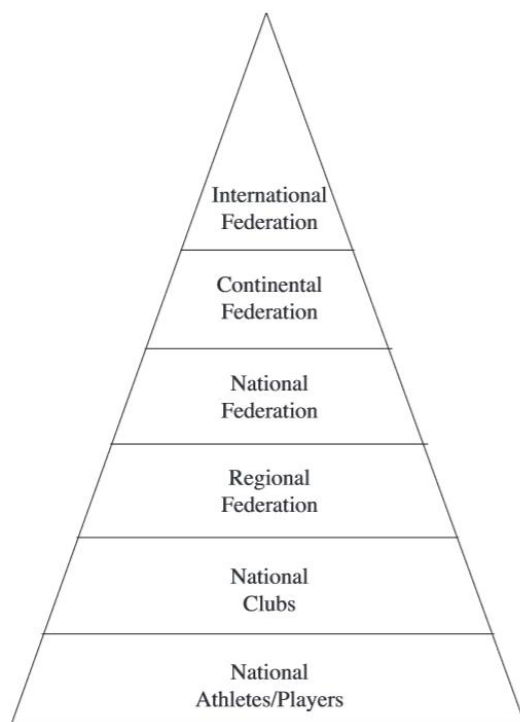 International
Federation
Continental
Federation
National
Federation
Regional
Federation
National
Clubs
National
Athletes/Players